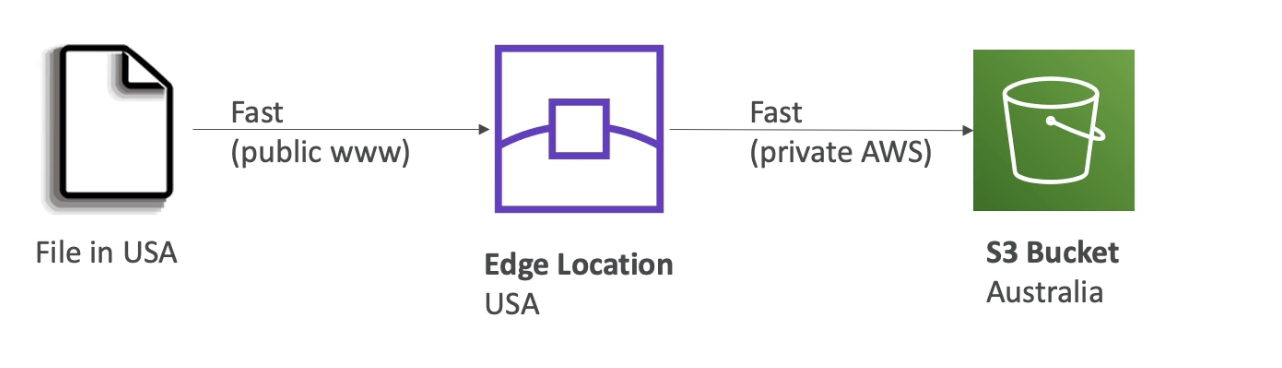 Fast
(public www)
Fast
(private AWS)
File in USA
Edge Location
USA
S3 Bucket
Australia